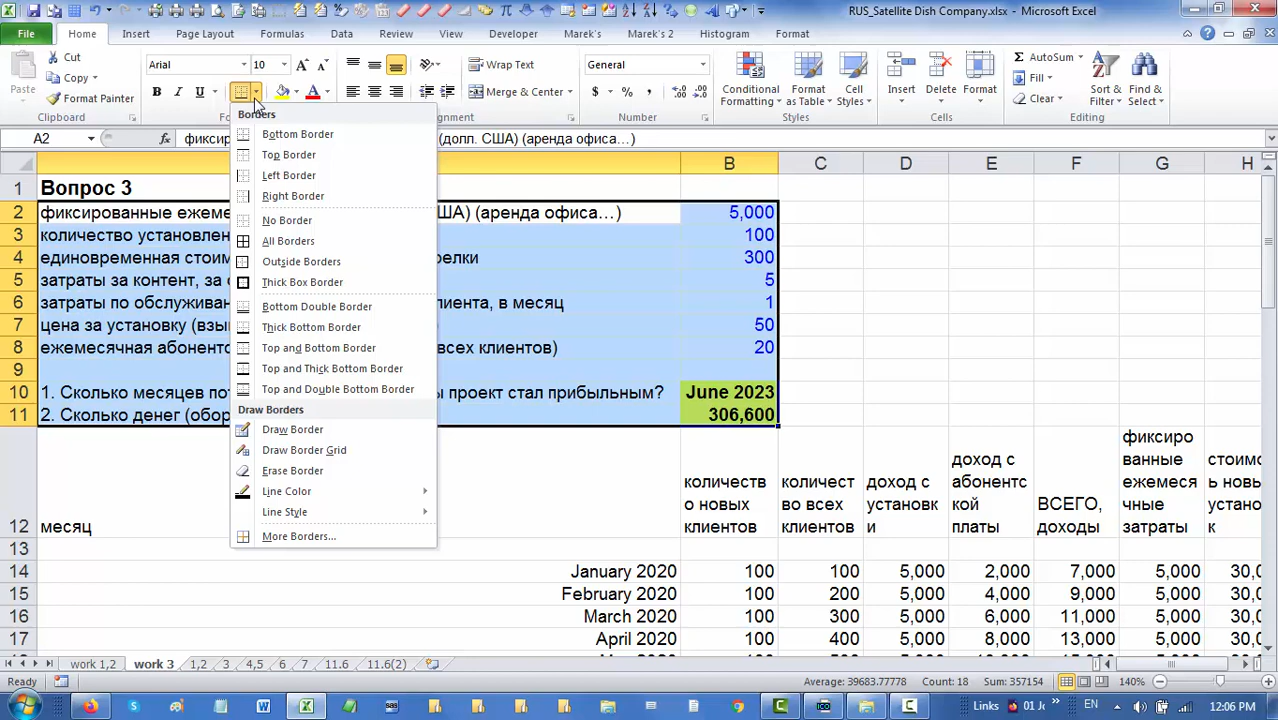 RUS_Satellite Dish Company.xlsx — Microsoft Excel
File Home Insert Page Layout Formulas Data Review View Developer Marek's Marek's 2 Histogram Format
Cut Arial 10 Wrap Text General AutoSum
Copy Fill
Paste Format Painter Merge & Center Conditional Formatting Format as Table Cell Styles Insert Delete Format Clear Sort & Filter Find & Select
Clipboard Number Styles Cells Editing
A2 fx фиксир (допл. США) (аренда офиса...)
Borders
Bottom Border
Top Border
Left Border
Right Border
No Border
All Borders
Outside Borders
Thick Box Border
Bottom Double Border
Thick Bottom Border
Top and Bottom Border
Top and Thick Bottom Border
Top and Double Bottom Border
Draw Borders
Draw Border
Draw Border Grid
Erase Border
Line Color
Line Style
More Borders...
B C D E F G H
1 Вопрос 3
2 фиксированные ежеме США) (аренда офиса...) 5,000
3 количество установлен 100
4 единовременная стоим релки 300
5 затраты за контент, за 5
6 затраты по обслуживан иента, в месяц 1
7 цена за установку (взы 50
8 ежемесячная абонентс всех клиентов) 20
9
10 1. Сколько месяцев по ы проект стал прибыльным? June 2023
11 2. Сколько денег (обор 306,600
12 месяц количество новых клиентов количество всех клиентов доход с установки доход с абонентской платы ВСЕГО, доходы фиксированные ежемесячные затраты
13
14 January 2020 100 100 5,000 2,000 7,000 5,000 30,0
15 February 2020 100 200 5,000 4,000 9,000 5,000 30,0
16 March 2020 100 300 5,000 6,000 11,000 5,000 30,0
17 April 2020 100 400 5,000 8,000 13,000 5,000 30,0
work 1,2 work 3 1,2 3 4,5 6 7 11.6 11.6(2)
Ready Average: 39683.77778 Count: 18 Sum: 357154 140%
Links EN 12:06 PM